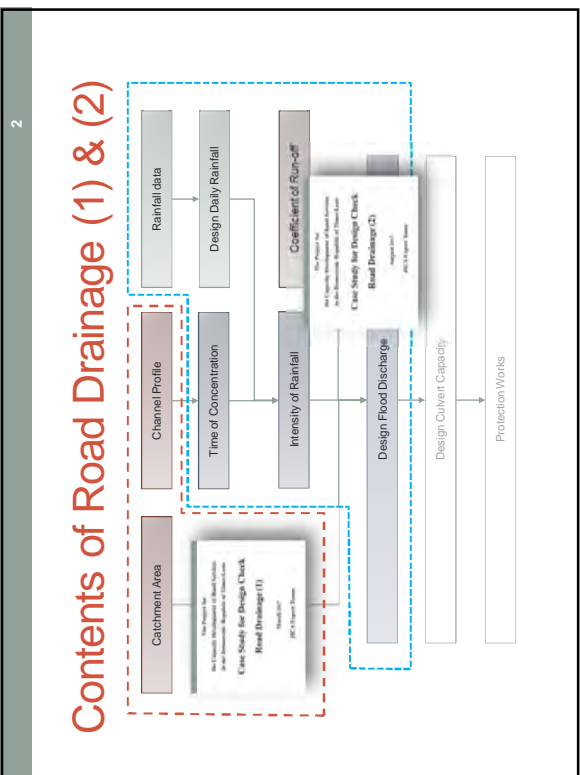 2
Contents of Road Drainage (1) & (2)
Catchment Area
Channel Profile
Rainfall data
Time of Concentration
Design Daily Rainfall
Intensity of Rainfall
Coefficient of Run-off
The Project for
the Capacity Development of Road Services
in the Democratic Republic of Timor-Leste
Case Study for Design Check
Road Drainage (1)
March 2017
JICA Expert Team
The Project for
the Capacity Development of Road Services
in the Democratic Republic of Timor-Leste
Case Study for Design Check
Road Drainage (2)
August 2017
JICA Expert Team
Design Flood Discharge
Design Culvert Capacity
Protection Works